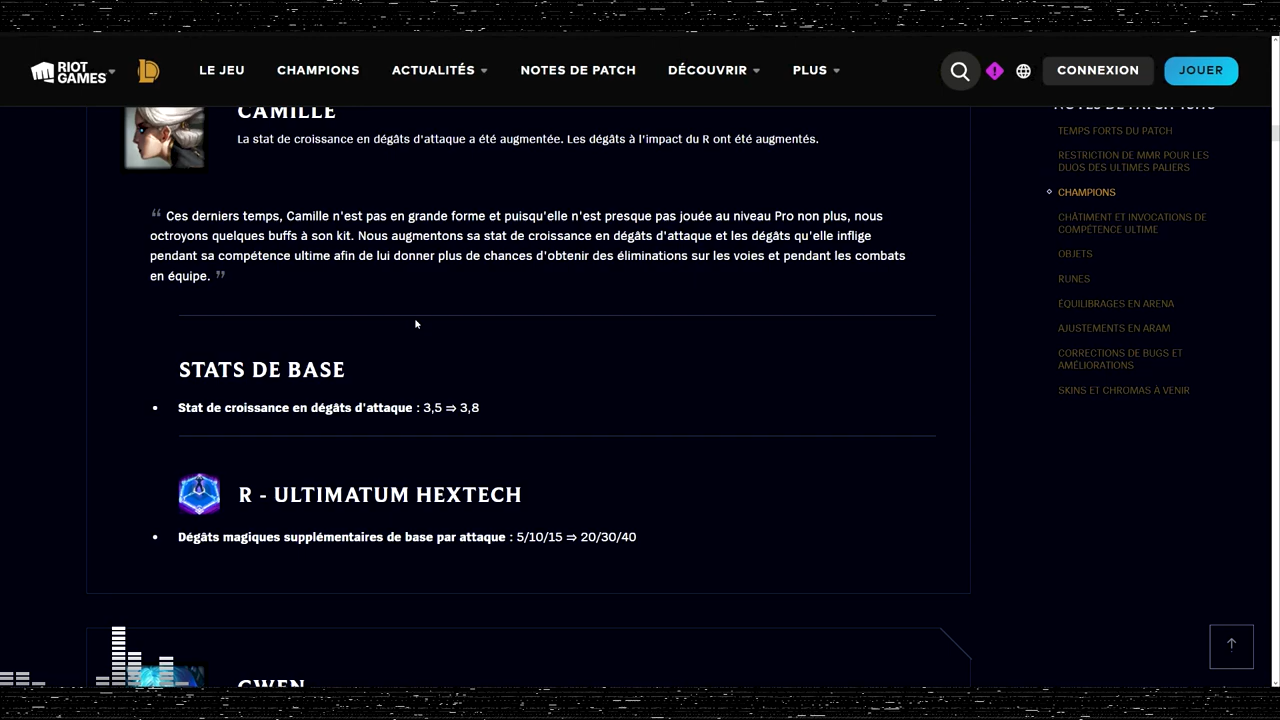 RIOT GAMES
LE JEU
CHAMPIONS
ACTUALITÉS
NOTES DE PATCH
DÉCOUVRIR
PLUS
CONNEXION
JOUER
CAMILLE
La stat de croissance en dégâts d'attaque a été augmentée. Les dégâts à l'impact du R ont été augmentés.
“ Ces derniers temps, Camille n'est pas en grande forme et puisqu'elle n'est presque pas jouée au niveau Pro non plus, nous
octroyons quelques buffs à son kit. Nous augmentons sa stat de croissance en dégâts d'attaque et les dégâts qu'elle inflige
pendant sa compétence ultime afin de lui donner plus de chances d'obtenir des éliminations sur les voies et pendant les combats
en équipe. ”
STATS DE BASE
• Stat de croissance en dégâts d'attaque : 3,5 ⇒ 3,8
R - ULTIMATUM HEXTECH
• Dégâts magiques supplémentaires de base par attaque : 5/10/15 ⇒ 20/30/40
GWEN
TEMPS FORTS DU PATCH
RESTRICTION DE MMR POUR LES
DUOS DES ULTIMES PALIERS
CHAMPIONS
CHÂTIMENT ET INVOCATIONS DE
COMPÉTENCE ULTIME
OBJETS
RUNES
ÉQUILIBRAGES EN ARENA
AJUSTEMENTS EN ARAM
CORRECTIONS DE BUGS ET
AMÉLIORATIONS
SKINS ET CHROMAS À VENIR